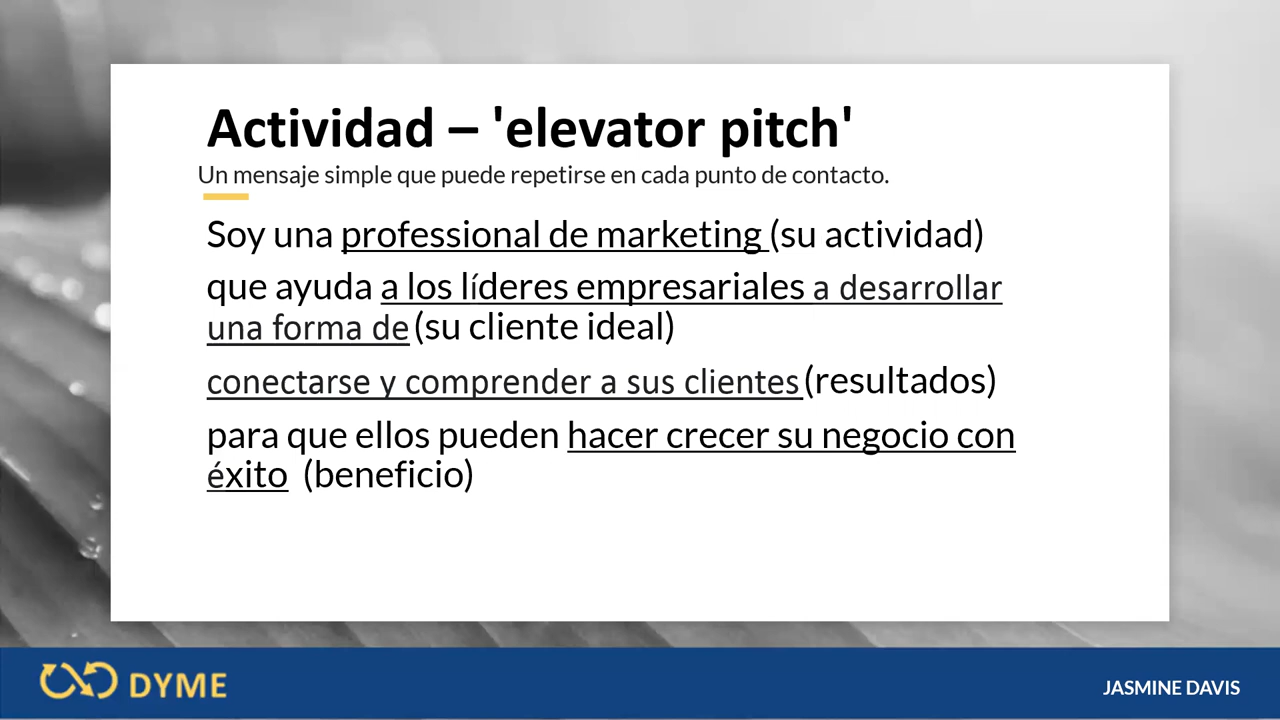 Actividad – 'elevator pitch'
Un mensaje simple que puede repetirse en cada punto de contacto.
Soy una professional de marketing (su actividad)
que ayuda a los líderes empresariales a desarrollar
una forma de (su cliente ideal)
conectarse y comprender a sus clientes (resultados)
para que ellos pueden hacer crecer su negocio con
éxito (beneficio)
DYME
JASMINE DAVIS